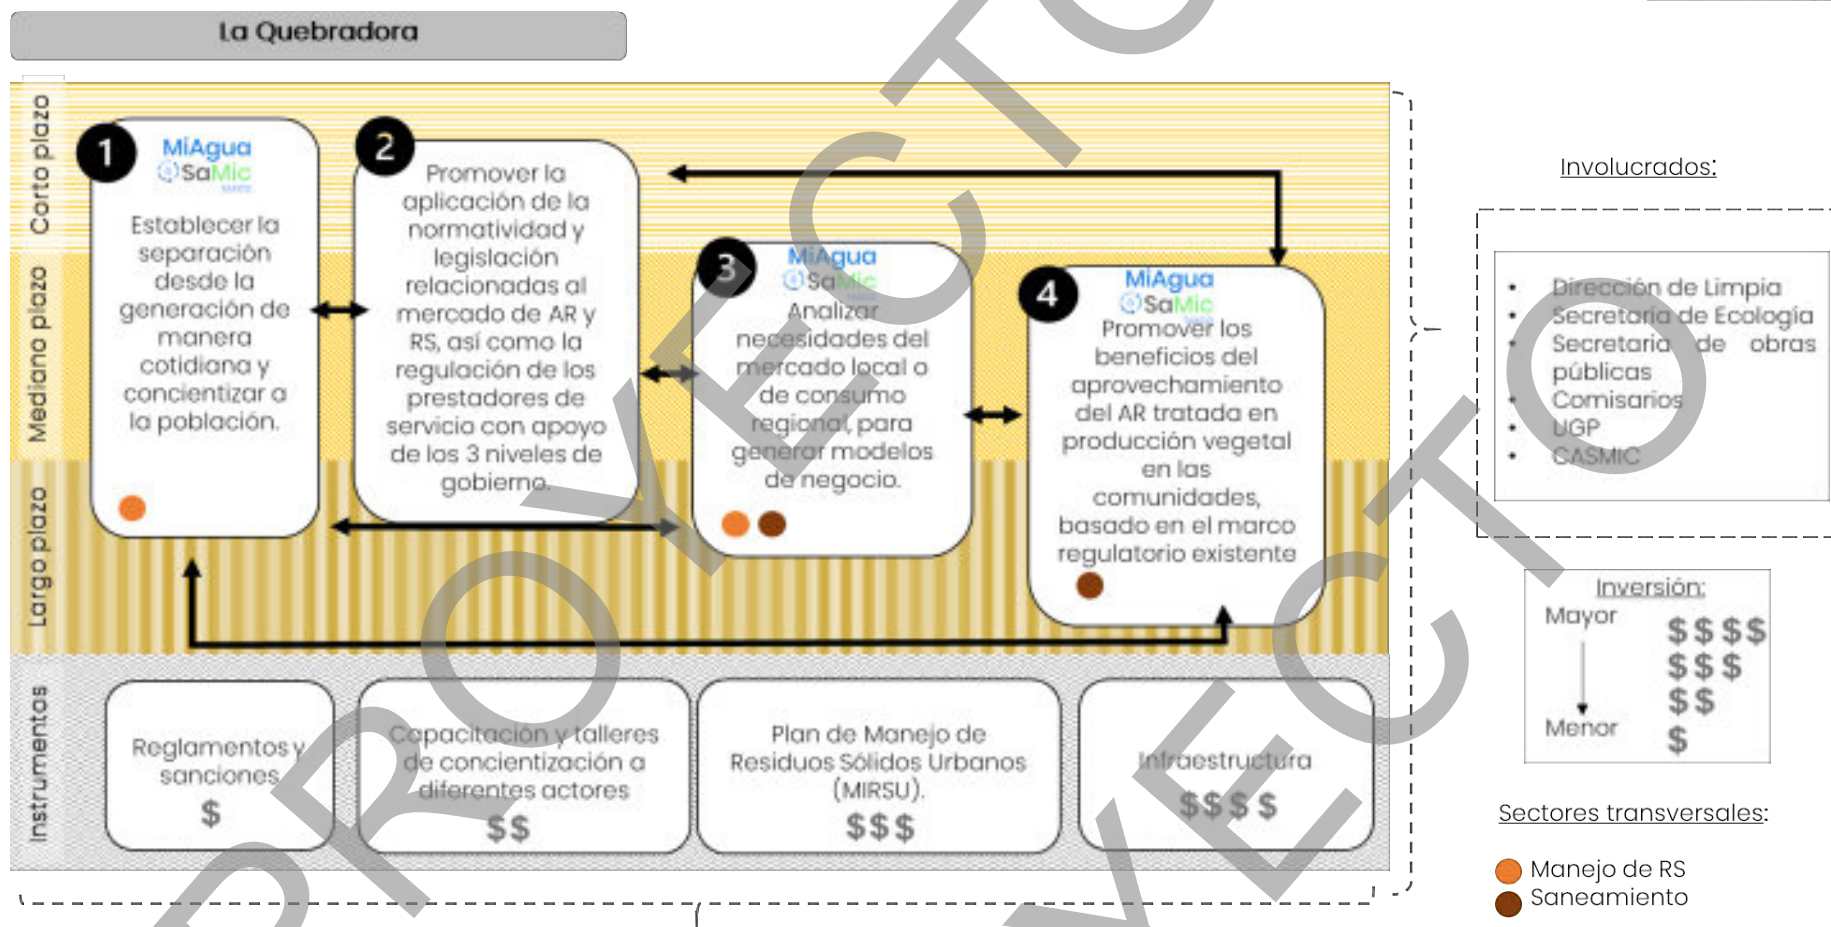 La Quebradora
Corto plazo
Mediano plazo
Largo plazo
Instrumentos
1
MiAgua
SaMic
Establecer la
separación
desde la
generación de
manera
cotidiana y
concientizar a
la población.
2
Promover la
aplicación de la
normatividad y
legislación
relacionadas al
mercado de AR y
RS, así como la
regulación de los
prestadores de
servicio con apoyo
de los 3 niveles de
gobierno.
3
MiAgua
SaMic
Analizar
necesidades del
mercado local o
de consumo
regional, para
generar modelos
de negocio.
4
MiAgua
SaMic
Promover los
beneficios del
aprovechamiento
del AR tratada en
producción vegetal
en las
comunidades,
basado en el marco
regulatorio existente
Reglamentos y
sanciones
$
Capacitación y talleres
de concientización a
diferentes actores
$$
Plan de Manejo de
Residuos Sólidos Urbanos
(MIRSU).
$$$
Infraestructura
$$$$
Involucrados:
• Dirección de Limpia
• Secretaría de Ecología
• Secretaria de obras
públicas
• Comisarios
• UGP
• CASMIC
Inversión:
Mayor
$$$$
$$$
$$
Menor
$
Sectores transversales:
Manejo de RS
Saneamiento
PROYECTO
YECTO